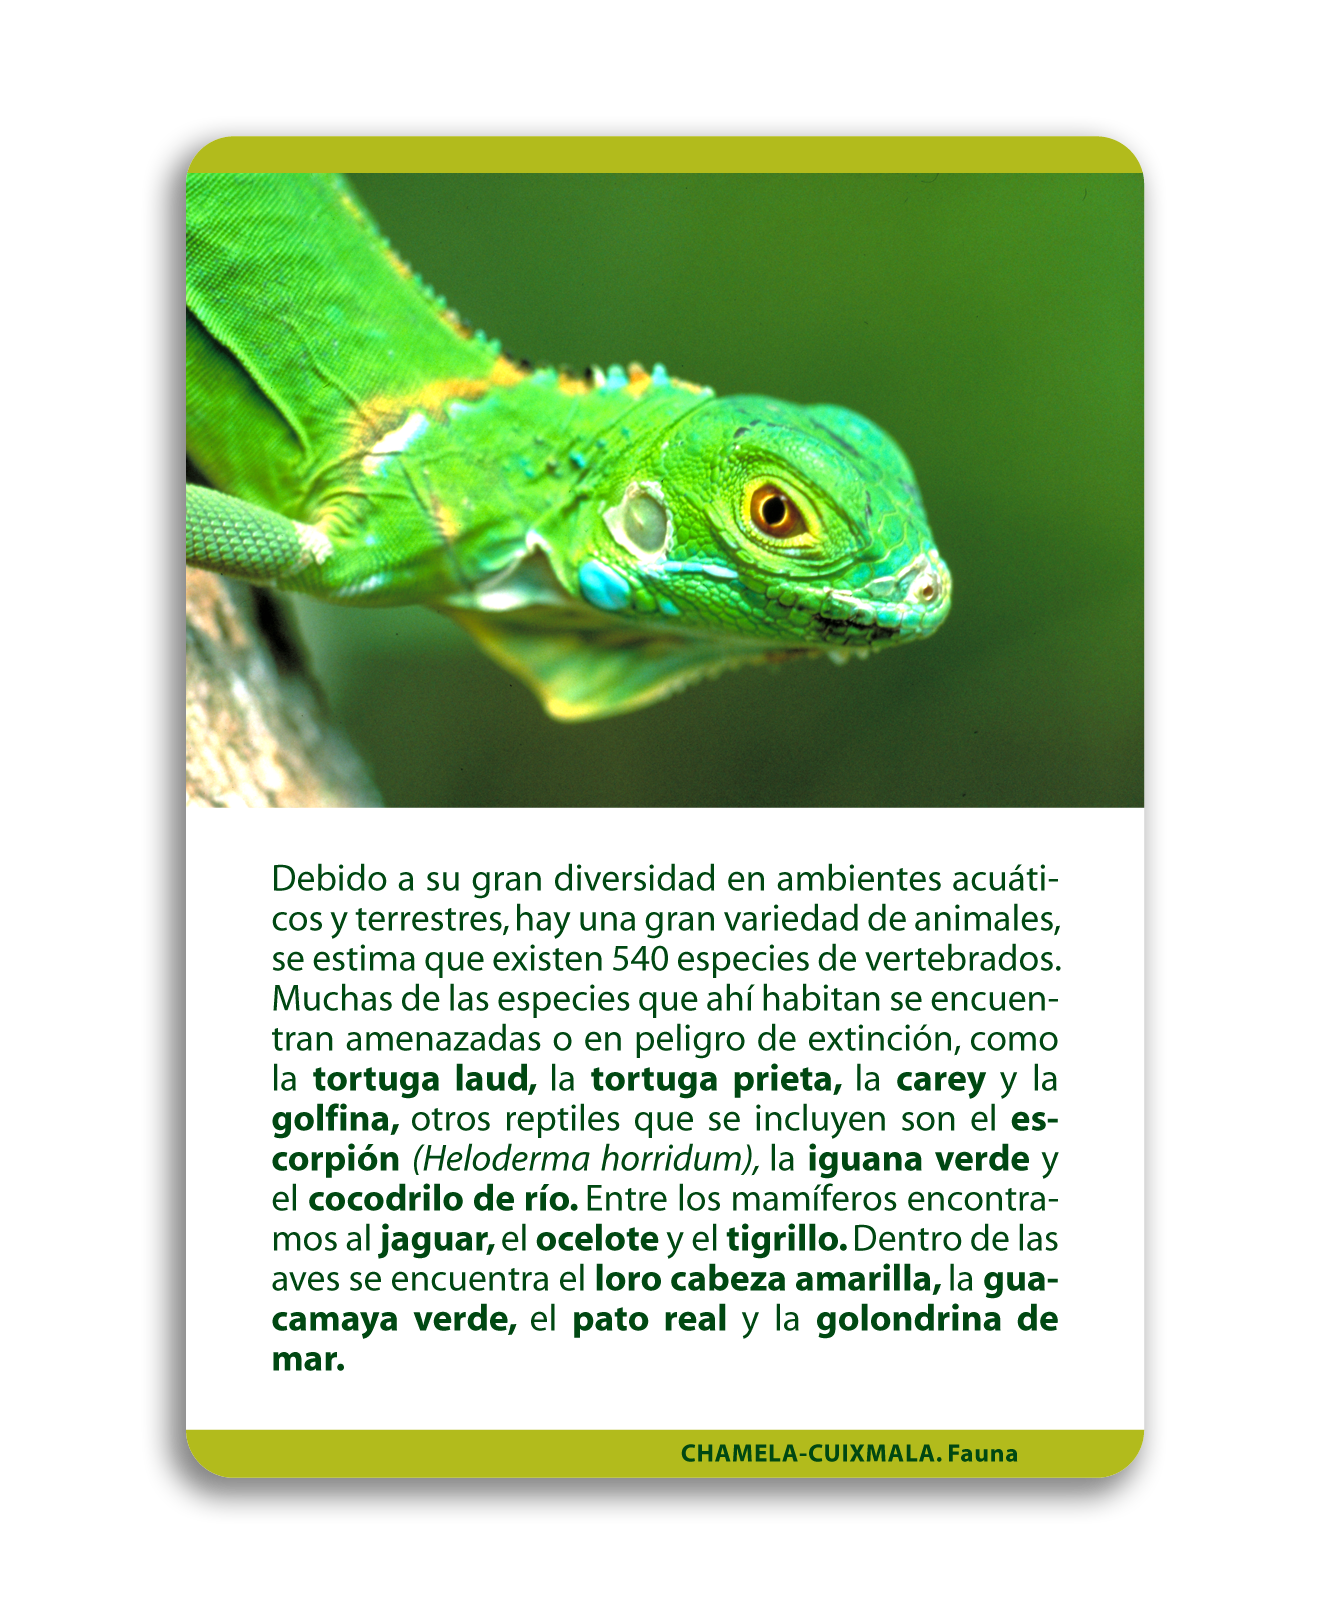 Debido a su gran diversidad en ambientes acuáti-
cos y terrestres, hay una gran variedad de animales,
se estima que existen 540 especies de vertebrados.
Muchas de las especies que ahí habitan se encuen-
tran amenazadas o en peligro de extinción, como
la tortuga laud, la tortuga prieta, la carey y la
golfina, otros reptiles que se incluyen son el es-
corpión (Heloderma horridum), la iguana verde y
el cocodrilo de río. Entre los mamíferos encontra-
mos al jaguar, el ocelote y el tigrillo. Dentro de las
aves se encuentra el loro cabeza amarilla, la gua-
camaya verde, el pato real y la golondrina de
mar.
CHAMELA-CUIXMALA. Fauna